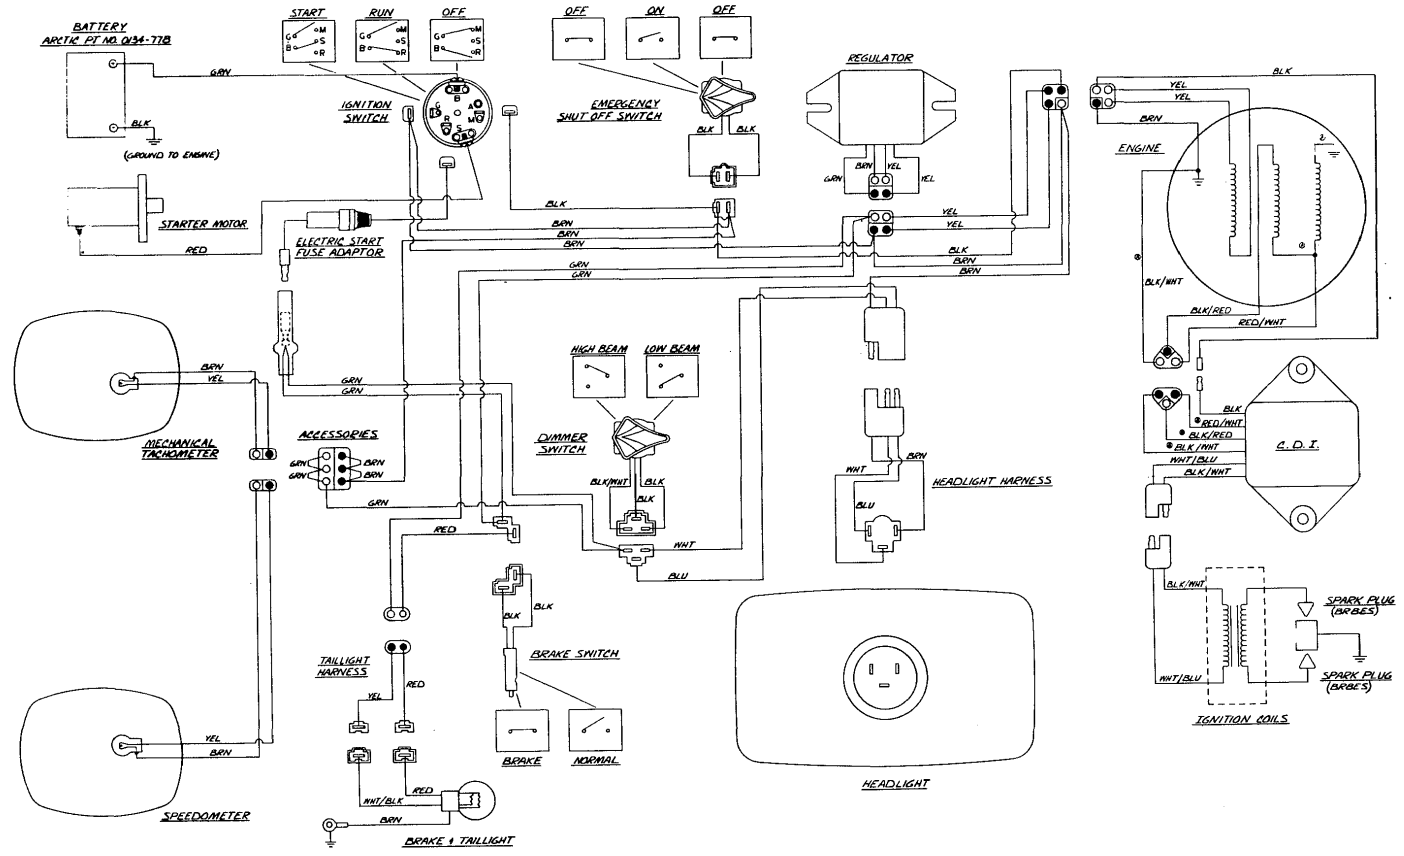 BATTERY
ARCTIC PT NO. 0134-778
GRN
BLK
(GROUND TO ENGINE)
STARTER MOTOR
RED
START
RUN
OFF
G M
B S
R
G M
B S
R
G M
B S
R
IGNITION
SWITCH
B
G
A
R
M
S
ELECTRIC START
FUSE ADAPTOR
OFF
ON
OFF
EMERGENCY
SHUT OFF SWITCH
BLK
BLK
REGULATOR
GRN
BRN
YEL
YEL
BLK
BRN
BRN
BRN
YEL
YEL
BLK
BRN
BRN
GRN
GRN
BLK
YEL
YEL
BRN
ENGINE
BLK/WHT
BLK/RED
RED/WHT
BLK
RED/WHT
BLK/RED
BLK/WHT
WHT/BLU
BLK/WHT
C.D.I.
BLK/WHT
WHT/BLU
SPARK PLUG
(BR8ES)
SPARK PLUG
(BR8ES)
IGNITION COILS
BRN
YEL
MECHANICAL
TACHOMETER
GRN
GRN
ACCESSORIES
GRN
GRN
BRN
BRN
GRN
RED
HIGH BEAM
LOW BEAM
DIMMER
SWITCH
BLK/WHT
BLK
BLK
WHT
BLU
WHT
BLU
BRN
HEADLIGHT HARNESS
HEADLIGHT
BLK
BLK
BRAKE SWITCH
BRAKE
NORMAL
TAILLIGHT
HARNESS
YEL
RED
RED
WHT/BLK
BRN
BRAKE & TAILLIGHT
YEL
BRN
SPEEDOMETER